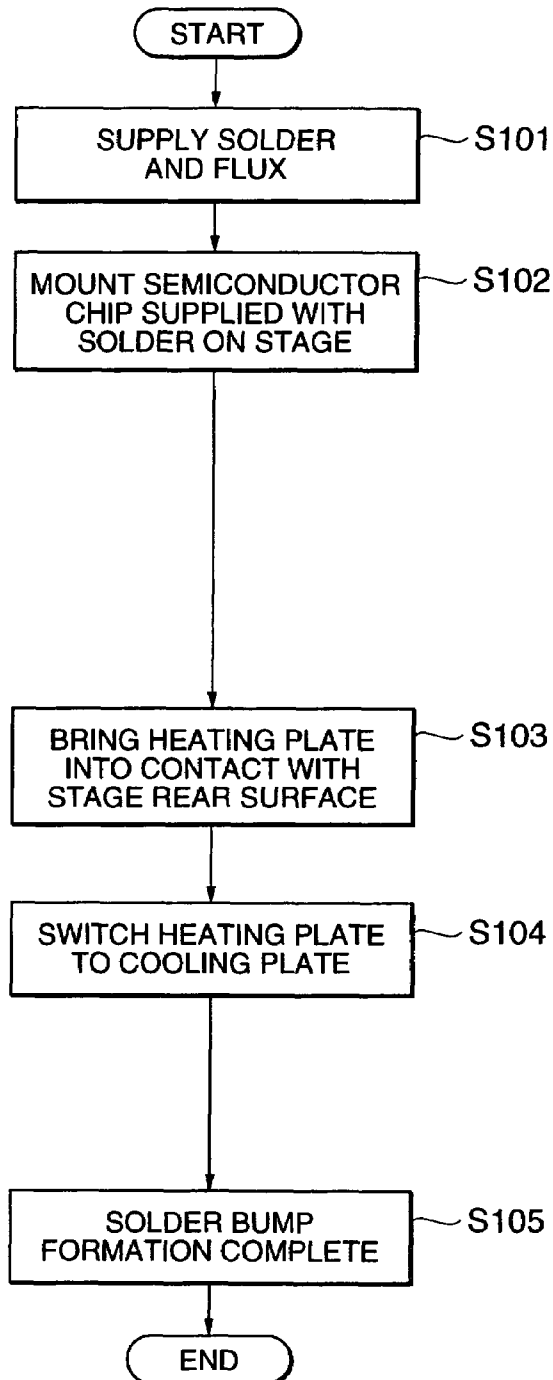 START
SUPPLY SOLDER
AND FLUX
S101
MOUNT SEMICONDUCTOR
CHIP SUPPLIED WITH
SOLDER ON STAGE
S102
BRING HEATING PLATE
INTO CONTACT WITH
STAGE REAR SURFACE
S103
SWITCH HEATING PLATE
TO COOLING PLATE
S104
SOLDER BUMP
FORMATION COMPLETE
S105
END